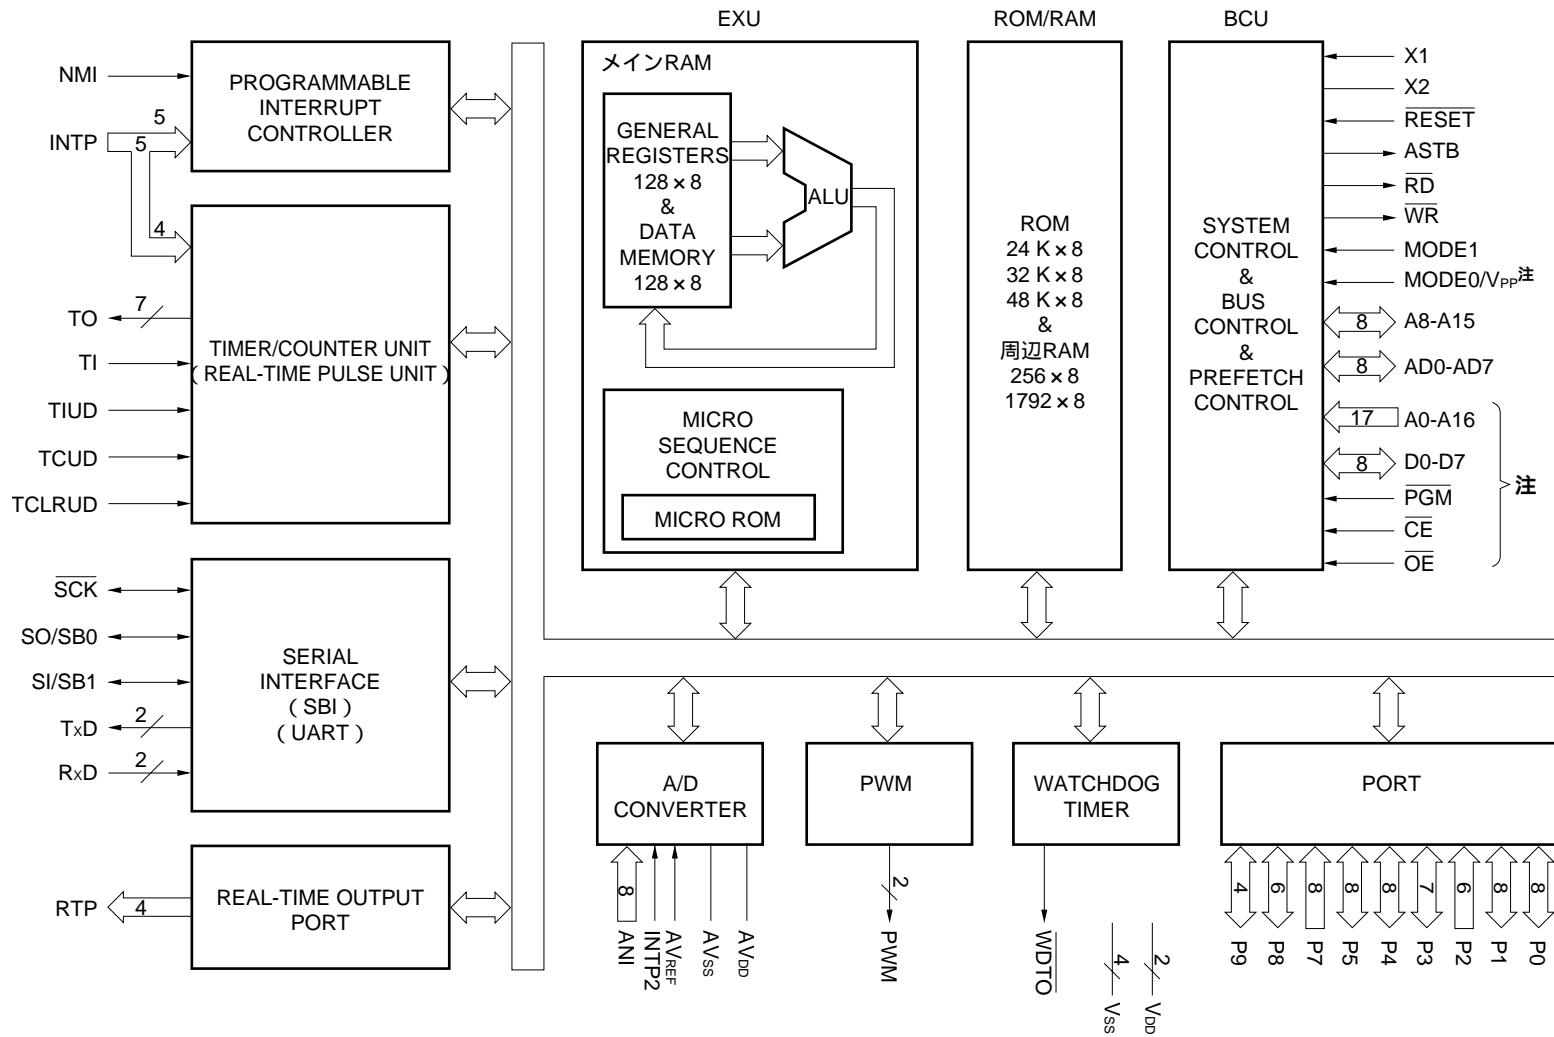 EXU
ROM/RAM
BCU
NMI
INTP
5
5
4
PROGRAMMABLE
INTERRUPT
CONTROLLER
TO
7
TI
TIUD
TCUD
TCLRUD
TIMER/COUNTER UNIT
(REAL-TIME PULSE UNIT)
SCK
SO/SB0
SI/SB1
TxD
2
RxD
2
SERIAL
INTERFACE
(SBI)
(UART)
RTP
4
REAL-TIME OUTPUT
PORT
メインRAM
GENERAL
REGISTERS
128×8
&
DATA
MEMORY
128×8
ALU
MICRO
SEQUENCE
CONTROL
MICRO ROM
ROM
24 K×8
32 K×8
48 K×8
&
周辺RAM
256×8
1792×8
SYSTEM
CONTROL
&
BUS
CONTROL
&
PREFETCH
CONTROL
X1
X2
RESET
ASTB
RD
WR
MODE1
MODE0/VPP注
8 A8-A15
8 AD0-AD7
17 A0-A16
8 D0-D7
PGM
CE
OE
注
A/D
CONVERTER
8
ANI
INTP2
AVREF
AVSS
AVDD
PWM
2
PWM
WATCHDOG
TIMER
WDTO
4
VSS
2
VDD
PORT
4 6 8 8 8 7 6 8 8
P9 P8 P7 P5 P4 P3 P2 P1 P0